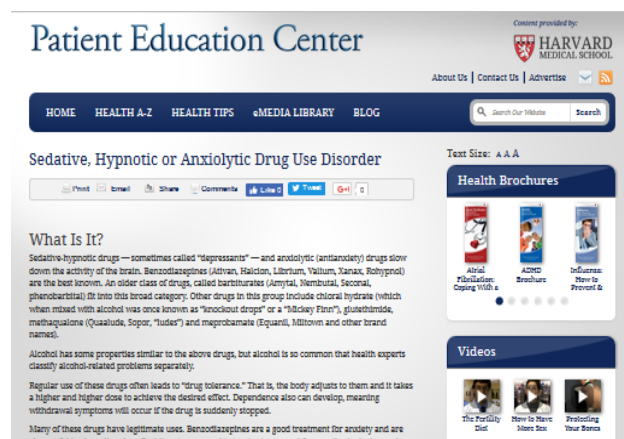 Patient Education Center
Content provided by:
HARVARD
MEDICAL SCHOOL
About Us | Contact Us | Advertise
HOME HEALTH A-Z HEALTH TIPS eMEDIA LIBRARY BLOG
Search Our Website Search
Sedative, Hypnotic or Anxiolytic Drug Use Disorder
Print Email Share Comments Like 0 Tweet G+ 0
What Is It?
Sedative-hypnotic drugs — sometimes called "depressants" — and anxiolytic (antianxiety) drugs slow
down the activity of the brain. Benzodiazepines (Ativan, Halcion, Librium, Valium, Xanax, Rohypnol)
are the best known. An older class of drugs, called barbiturates (Amytal, Nembutal, Seconal,
phenobarbital) fit into this broad category. Other drugs in this group include chloral hydrate (which
when mixed with alcohol was once known as "knockout drops" or a "Mickey Finn"), glutethimide,
methaqualone (Quaalude, Sopor, "ludes") and meprobamate (Equanil, Miltown and other brand
names).
Alcohol has some properties similar to the above drugs, but alcohol is so common that health experts
classify alcohol-related problems separately.
Regular use of these drugs often leads to "drug tolerance." That is, the body adjusts to them and it takes
a higher and higher dose to achieve the desired effect. Dependence also can develop, meaning
withdrawal symptoms will occur if the drug is suddenly stopped.
Many of these drugs have legitimate uses. Benzodiazepines are a good treatment for anxiety and are
Text Size: A A A
Health Brochures
Atrial
Fibrillation:
Coping With a
ADHD
Brochure
Influenza:
How to
Prevent &
Videos
The Fertility
Diet
How to Have
More Sex
Protecting
Your Bones